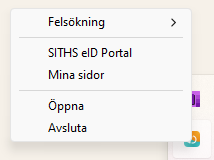 Felsökning
SITHS eID Portal
Mina sidor
Öppna
Avsluta